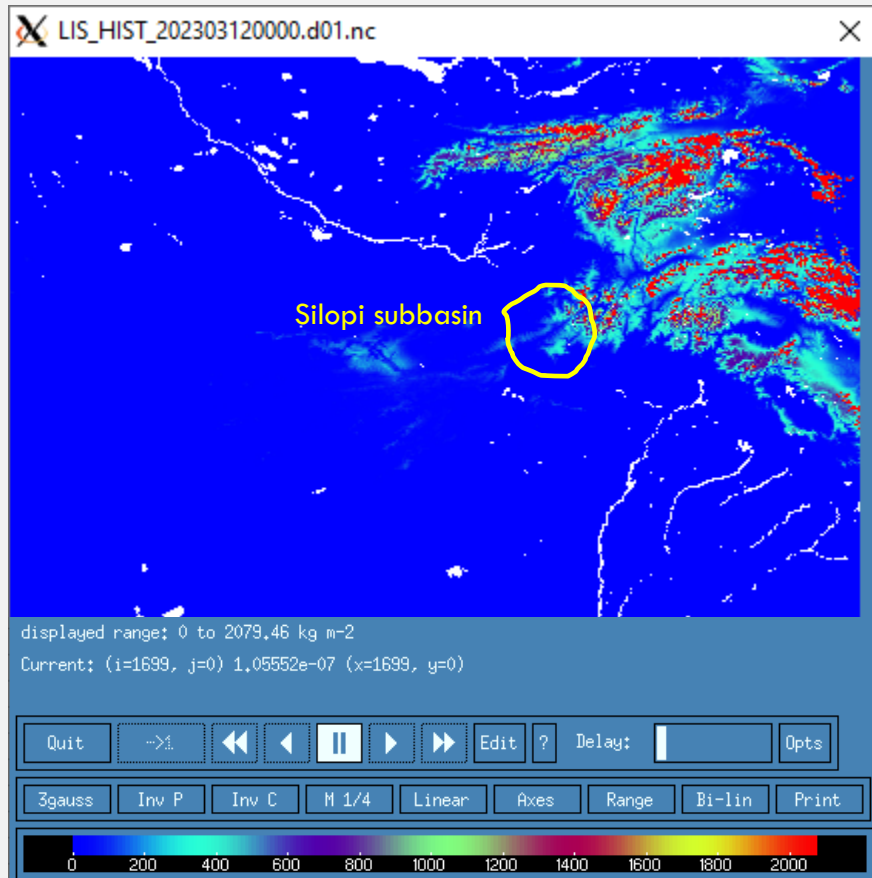 LIS_HIST_202303120000.d01.nc
Silopi subbasin
displayed range: 0 to 2079.46 kg m-2
Current: (i=1699, j=0) 1.05552e-07 (x=1699, y=0)
Quit ->1 Edit ? Delay: Opts
3gauss Inv P Inv C M 1/4 Linear Axes Range Bi-lin Print
0 200 400 600 800 1000 1200 1400 1600 1800 2000